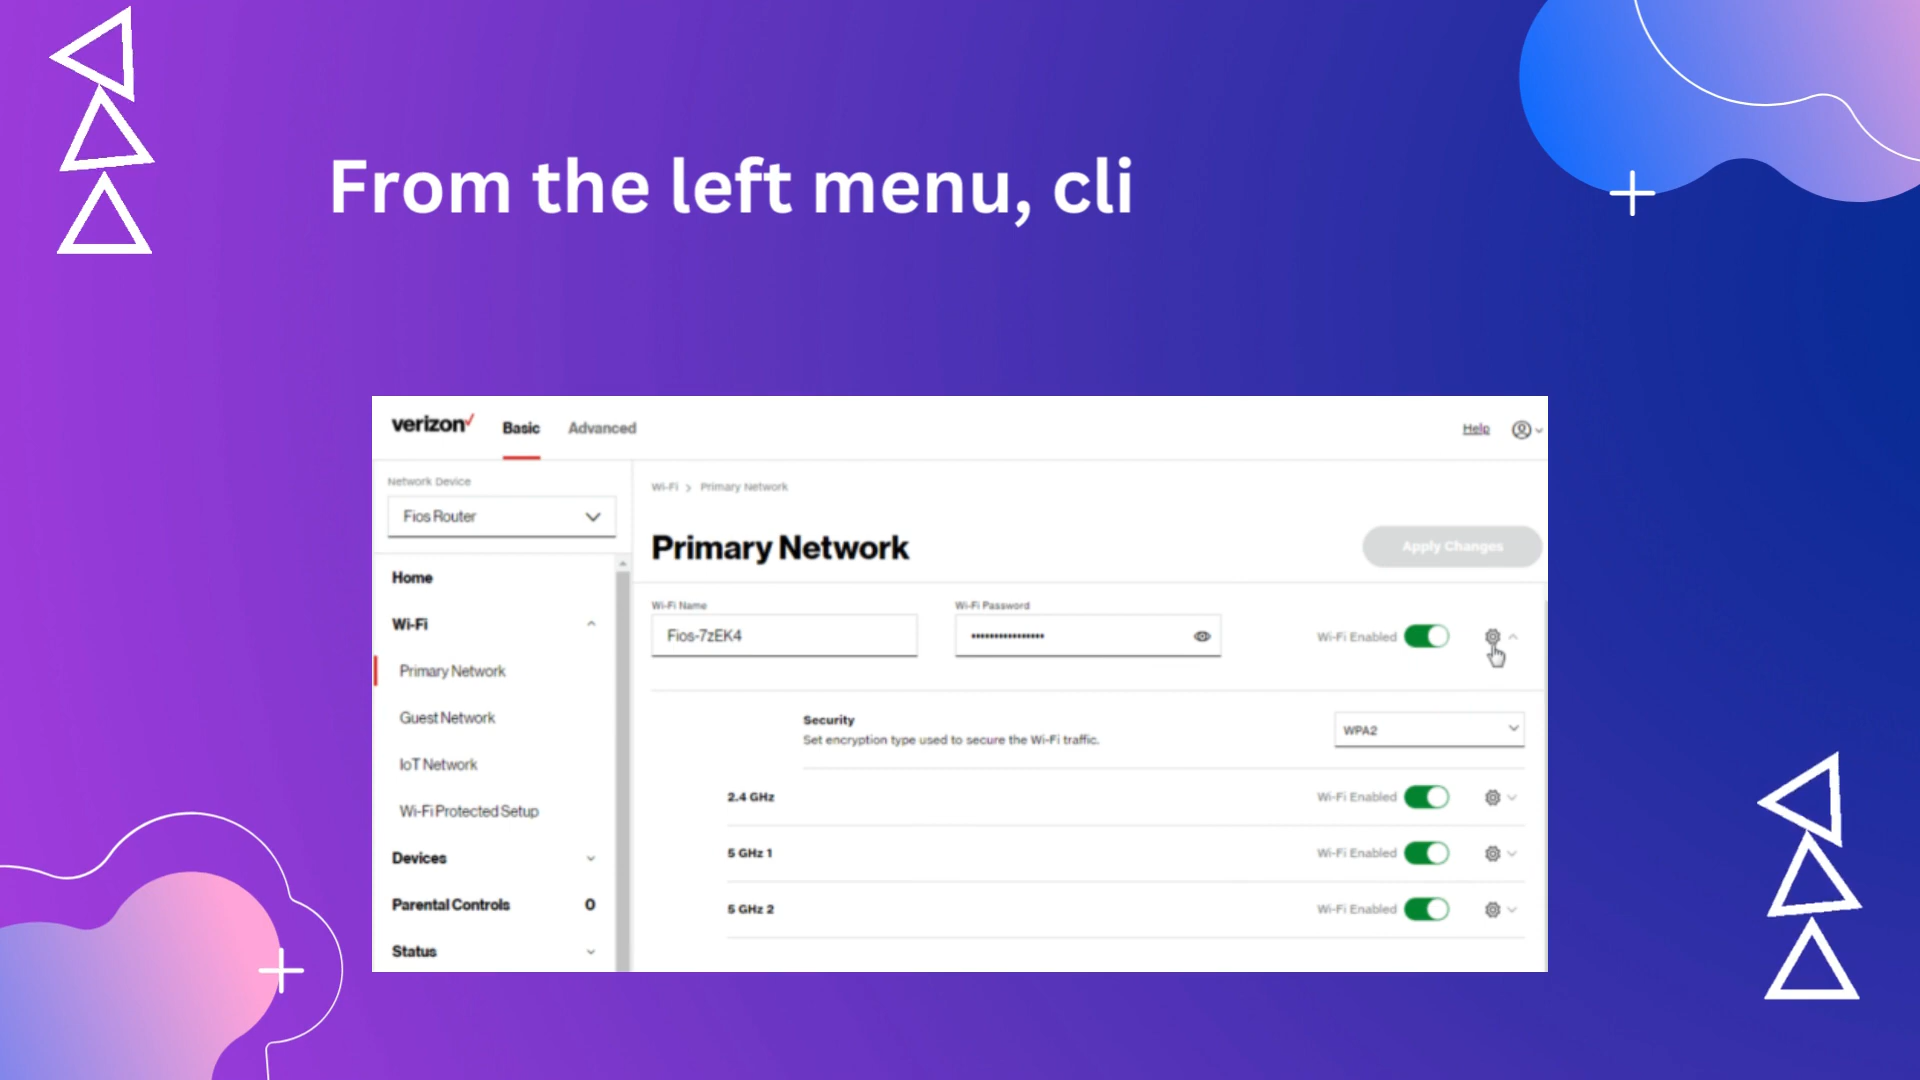 From the left menu, cli
verizon Basic Advanced Help
Network Device
Fios Router
Home
Wi-Fi
Primary Network
Guest Network
IoT Network
Wi-Fi Protected Setup
Devices
Parental Controls 0
Status
Wi-Fi > Primary Network
Primary Network Apply Changes
Wi-Fi Name Wi-Fi Password
Fios-7zEK4 •••••••••••••••• Wi-Fi Enabled
Security
Set encryption type used to secure the Wi-Fi traffic. WPA2
2.4 GHz Wi-Fi Enabled
5 GHz 1 Wi-Fi Enabled
5 GHz 2 Wi-Fi Enabled